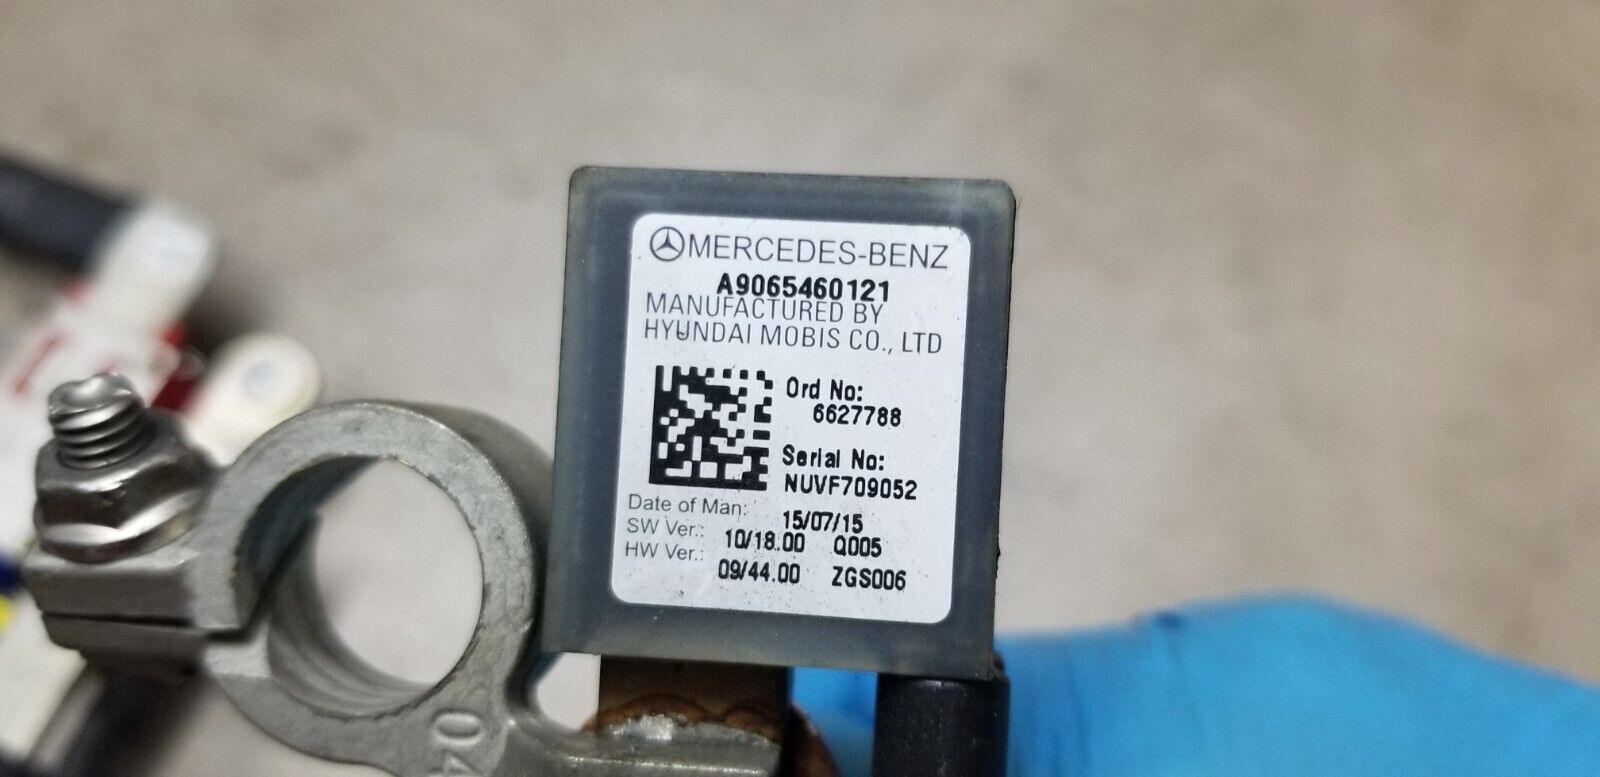 MERCEDES-BENZ
A9065460121
MANUFACTURED BY
HYUNDAI MOBIS CO., LTD
Ord No:
6627788
Serial No:
NUVF709052
Date of Man: 15/07/15
SW Ver.: 10/18.00 Q005
HW Ver.: 09/44.00 ZGS006
04